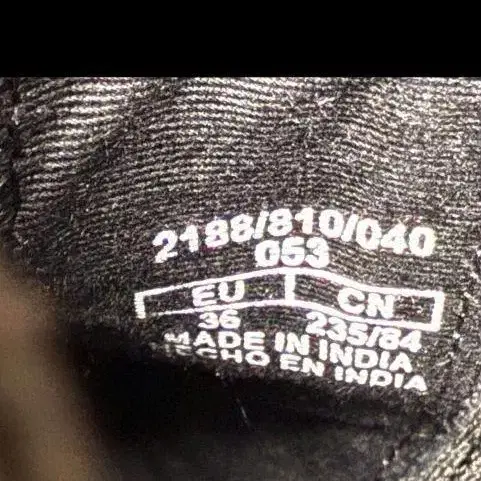 2188/810/040
053
EU CN
36 235/84
MADE IN INDIA
HECHO EN INDIA